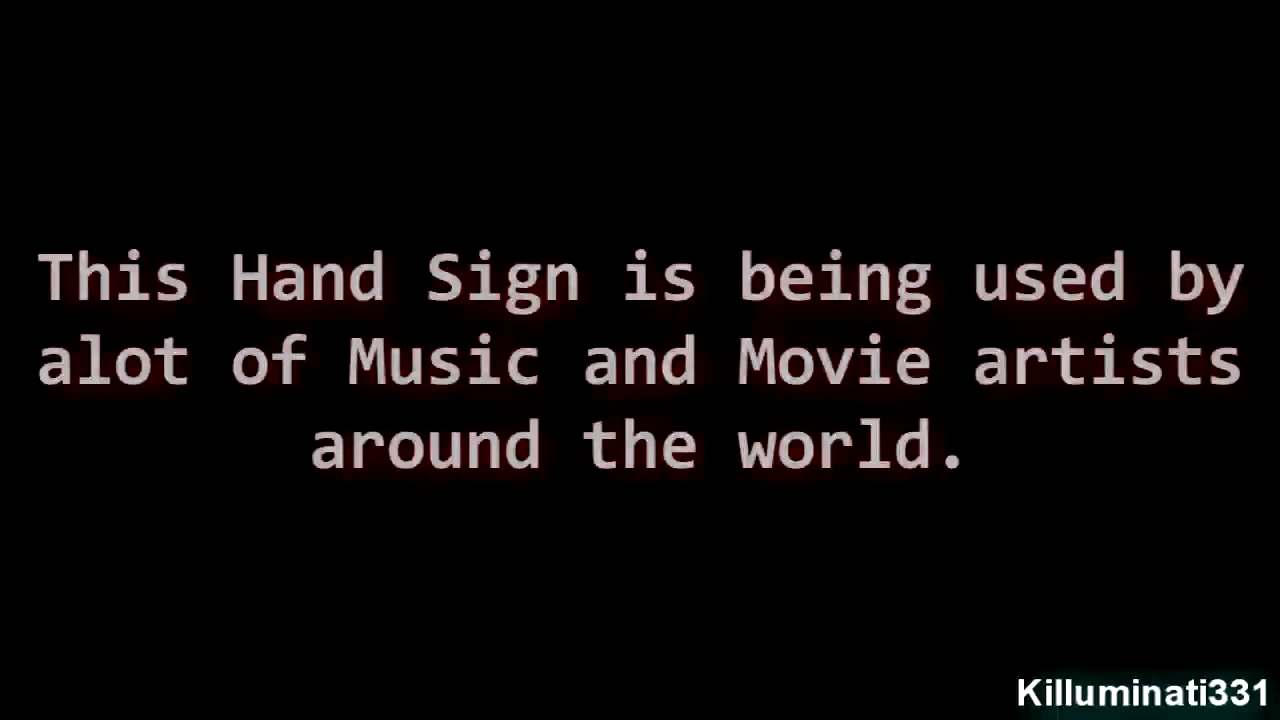 This Hand Sign is being used by
alot of Music and Movie artists
around the world.
Killuminati331